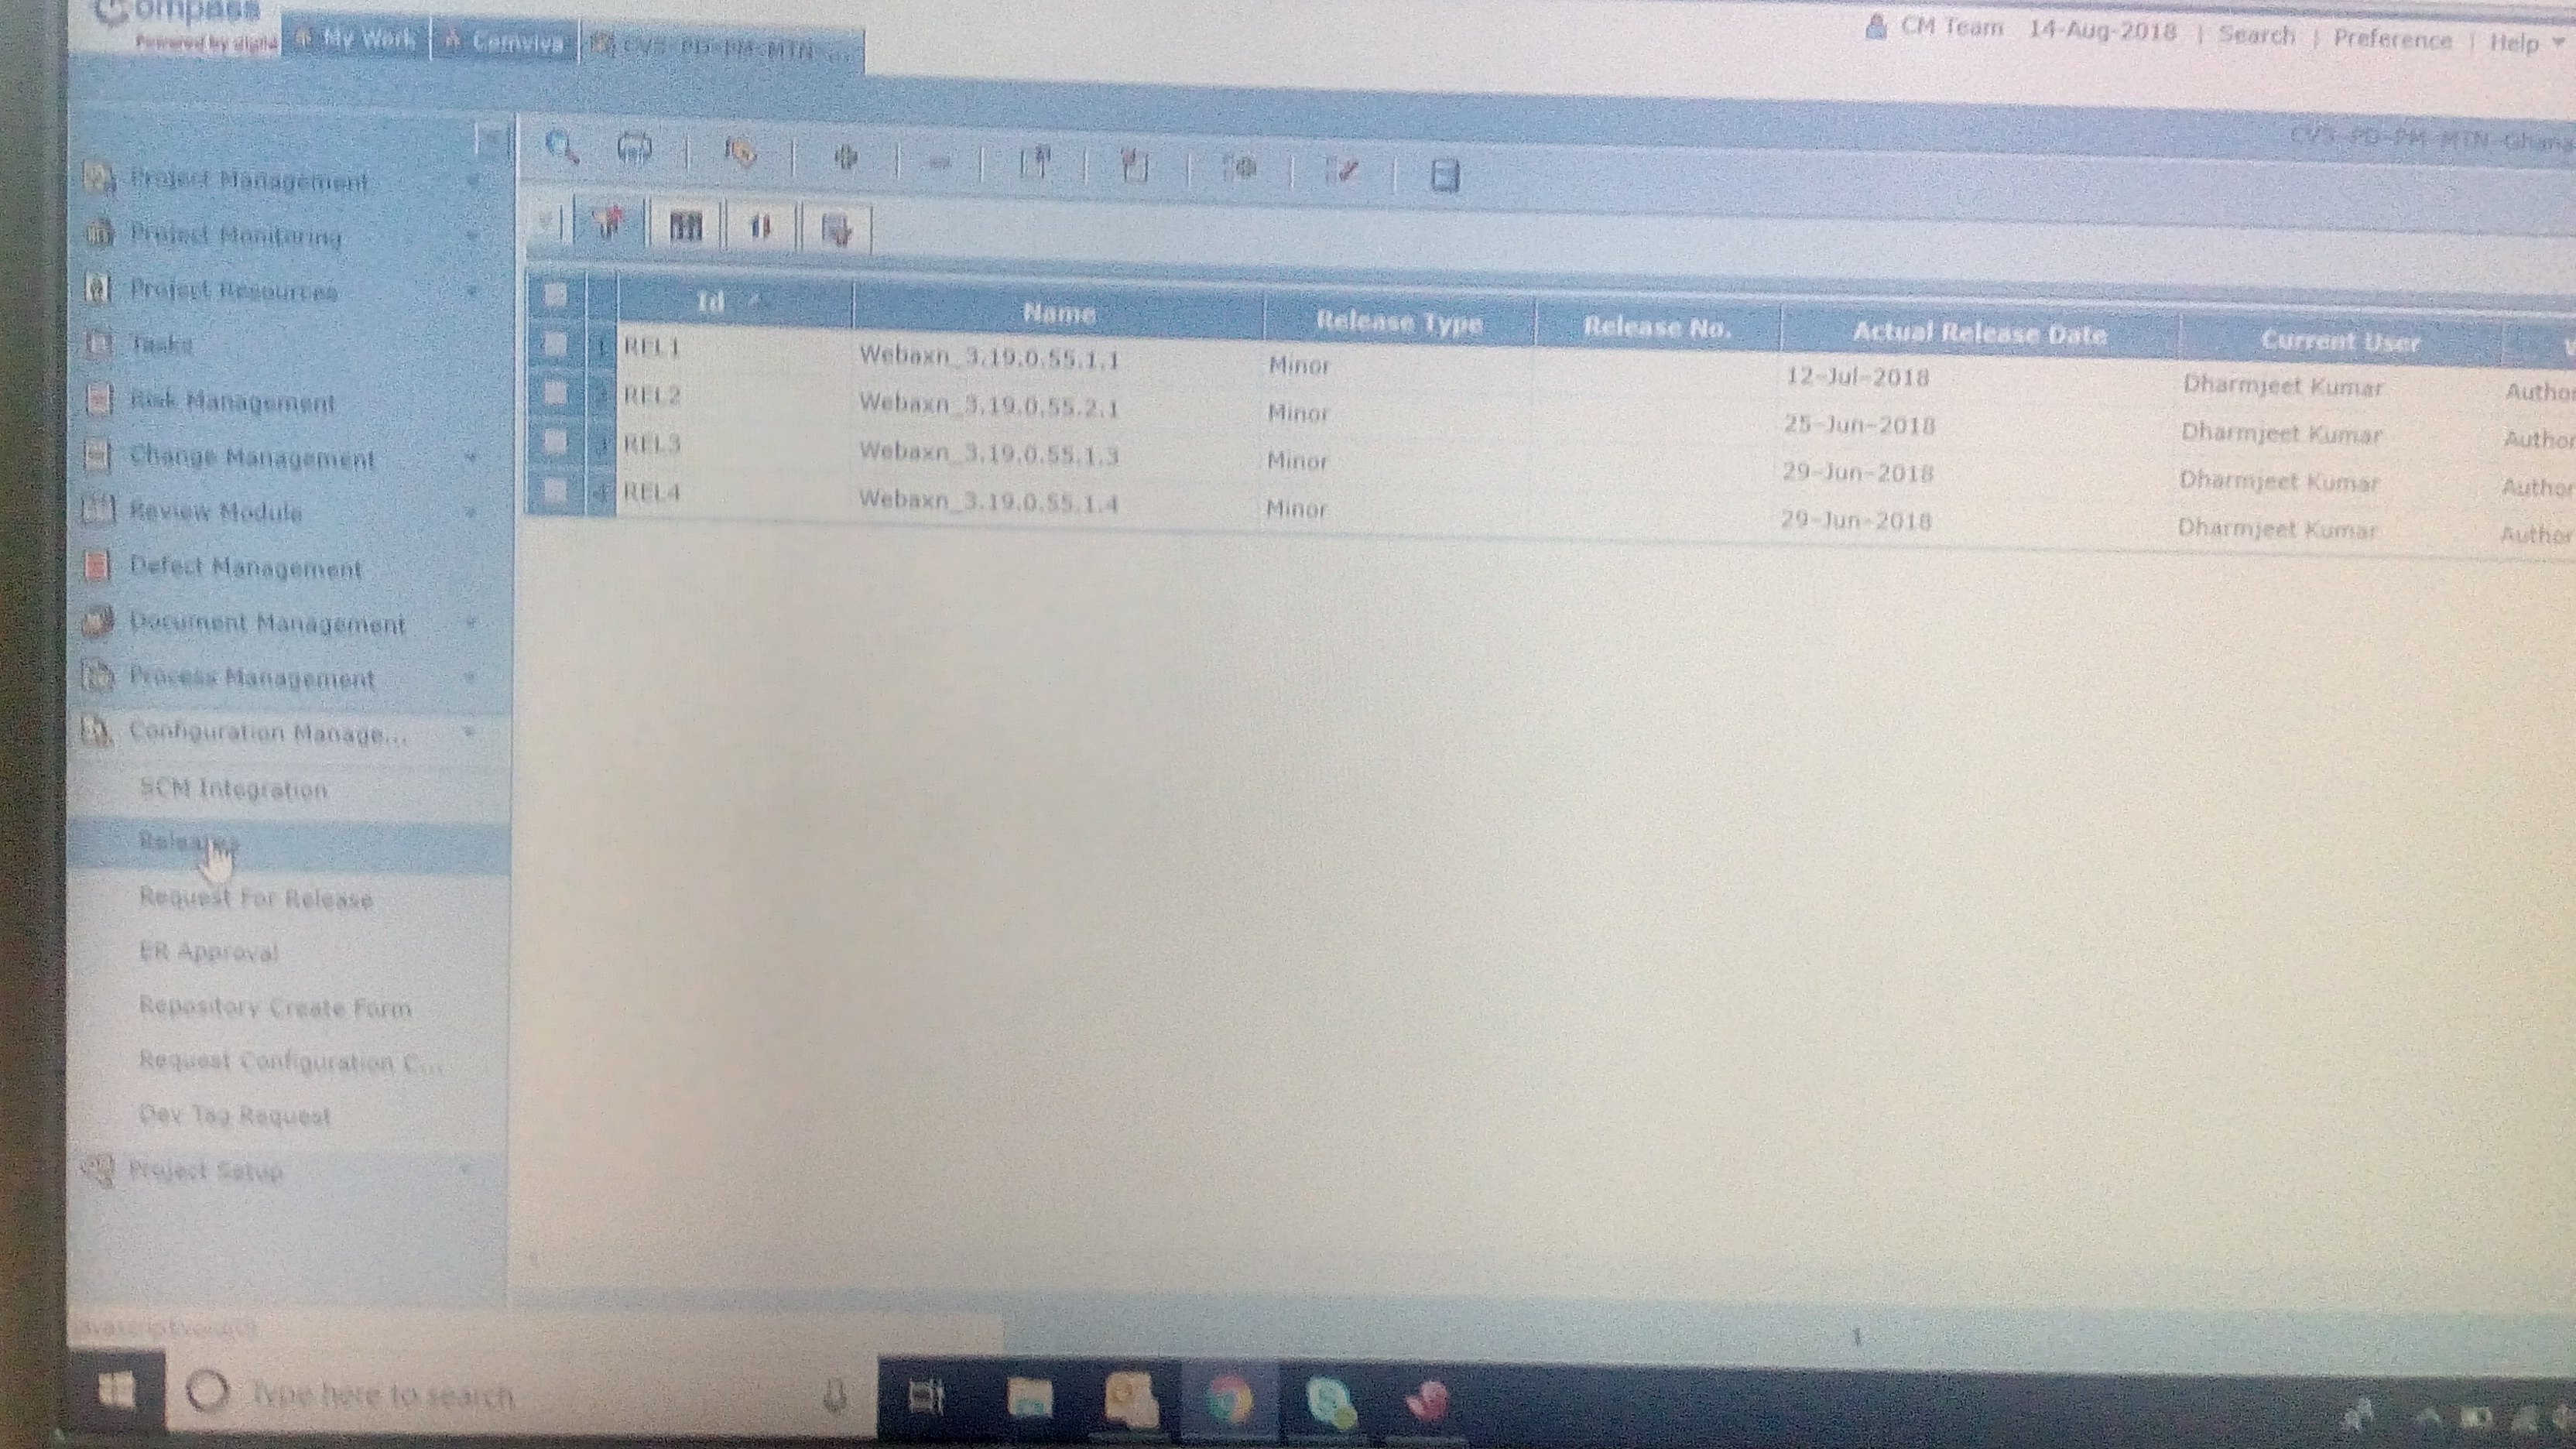 Compass
Powered by digité
My Work
Comviva
CVS-PD-PM-MTN-...
CM Team 14-Aug-2018 | Search | Preference | Help
CVS-PD-PM-MTN-Ghana
Project Management
Project Monitoring
Project Resources
Tasks
Risk Management
Change Management
Review Module
Defect Management
Document Management
Process Management
Configuration Manage...
SCM Integration
Request For Release
ER Approval
Repository Create Form
Request Configuration C...
Dev Tag Request
Project Setup
Id Name Release Type Release No. Actual Release Date Current User
1 REL1 Webaxn_3.19.0.55.1.1 Minor 12-Jul-2018 Dharmjeet Kumar Author
2 REL2 Webaxn_3.19.0.55.2.1 Minor 25-Jun-2018 Dharmjeet Kumar Author
3 REL3 Webaxn_3.19.0.55.1.3 Minor 29-Jun-2018 Dharmjeet Kumar Author
4 REL4 Webaxn_3.19.0.55.1.4 Minor 29-Jun-2018 Dharmjeet Kumar Author
1
Type here to search